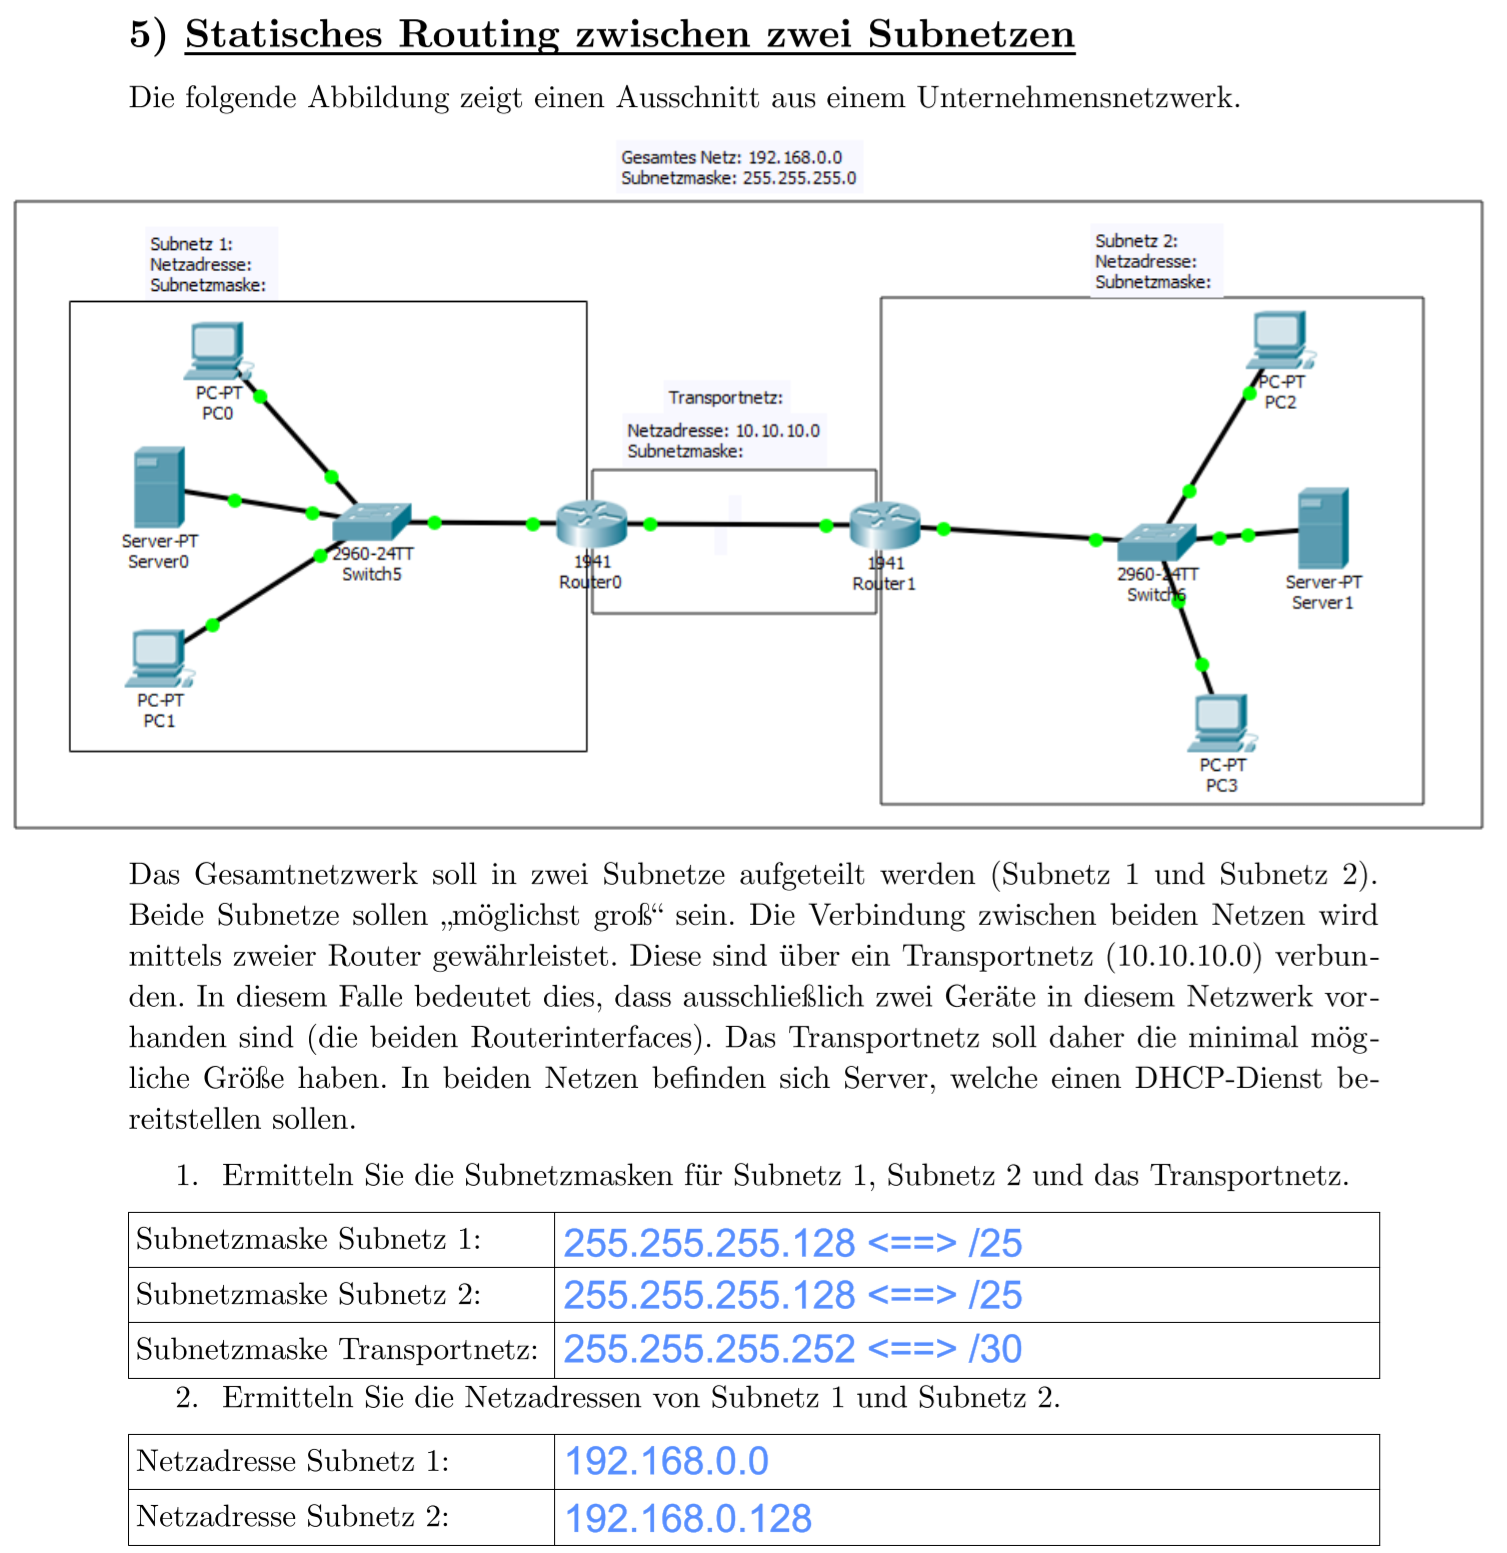 5) Statisches Routing zwischen zwei Subnetzen
Die folgende Abbildung zeigt einen Ausschnitt aus einem Unternehmensnetzwerk.
Gesamtes Netz: 192.168.0.0
Subnetzmaske: 255.255.255.0
Subnetz 1:
Netzadresse:
Subnetzmaske:
Subnetz 2:
Netzadresse:
Subnetzmaske:
PC-PT
PC0
PC-PT
PC2
Transportnetz:
Netzadresse: 10.10.10.0
Subnetzmaske:
Server-PT
Server0
2960-24TT
Switch5
1941
Router0
1941
Router1
2960-24TT
Switch6
Server-PT
Server1
PC-PT
PC1
PC-PT
PC3
Das Gesamtnetzwerk soll in zwei Subnetze aufgeteilt werden (Subnetz 1 und Subnetz 2).
Beide Subnetze sollen „möglichst groß“ sein. Die Verbindung zwischen beiden Netzen wird
mittels zweier Router gewährleistet. Diese sind über ein Transportnetz (10.10.10.0) verbun-
den. In diesem Falle bedeutet dies, dass ausschließlich zwei Geräte in diesem Netzwerk vor-
handen sind (die beiden Routerinterfaces). Das Transportnetz soll daher die minimal mög-
liche Größe haben. In beiden Netzen befinden sich Server, welche einen DHCP-Dienst be-
reitstellen sollen.
1. Ermitteln Sie die Subnetzmasken für Subnetz 1, Subnetz 2 und das Transportnetz.
Subnetzmaske Subnetz 1: 255.255.255.128 <==> /25
Subnetzmaske Subnetz 2: 255.255.255.128 <==> /25
Subnetzmaske Transportnetz: 255.255.255.252 <==> /30
2. Ermitteln Sie die Netzadressen von Subnetz 1 und Subnetz 2.
Netzadresse Subnetz 1: 192.168.0.0
Netzadresse Subnetz 2: 192.168.0.128